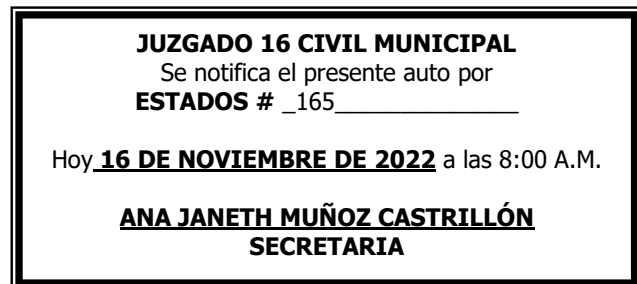 JUZGADO 16 CIVIL MUNICIPAL
Se notifica el presente auto por
ESTADOS # _165______________
Hoy 16 DE NOVIEMBRE DE 2022 a las 8:00 A.M.
ANA JANETH MUÑOZ CASTRILLÓN
SECRETARIA